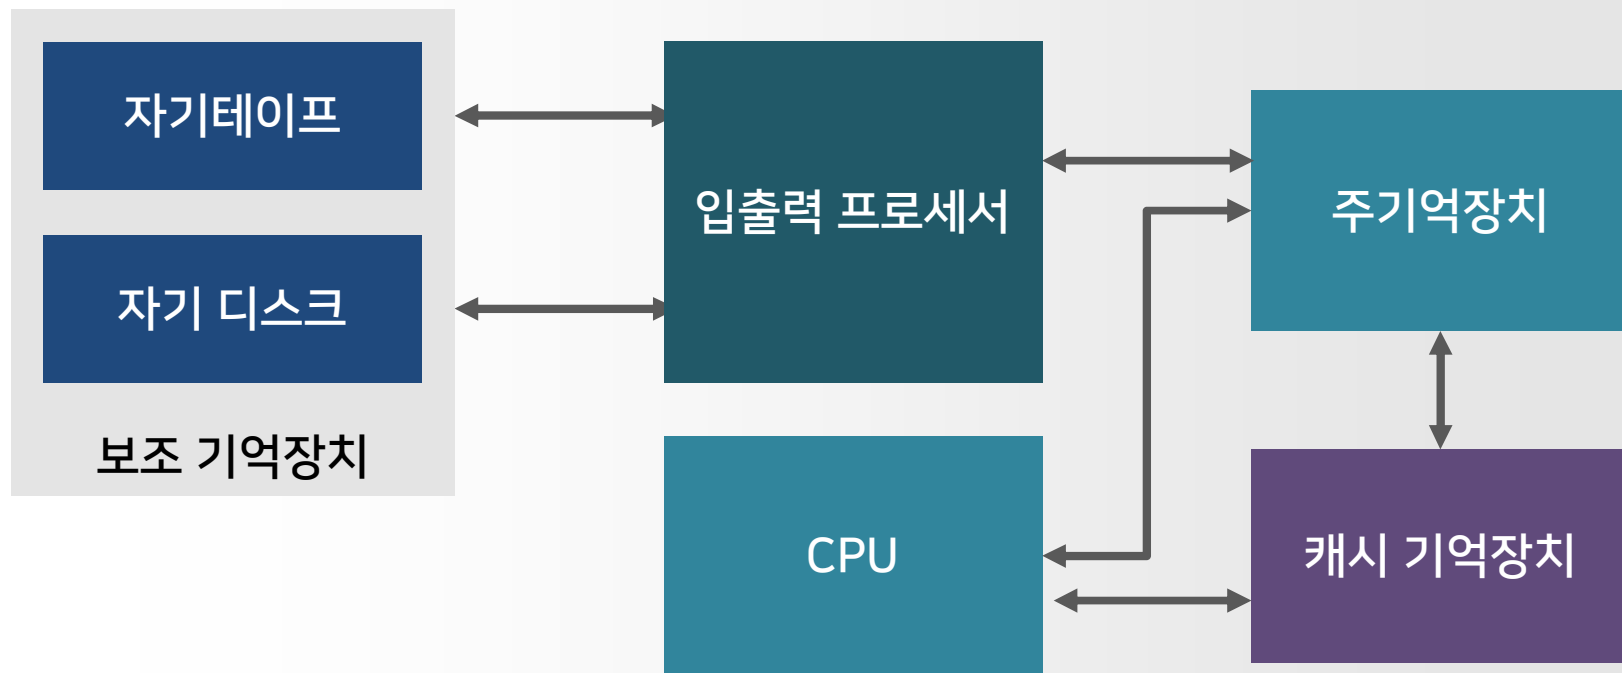 자기테이프
자기 디스크
보조 기억장치
입출력 프로세서
CPU
주기억장치
캐시 기억장치